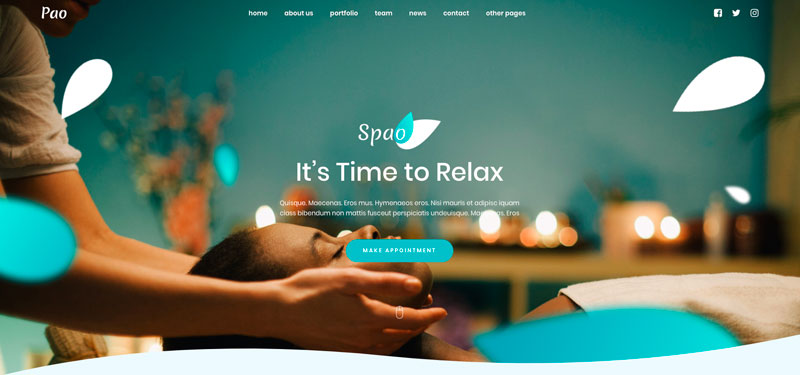 Pao
home about us portfolio team news contact other pages
Spao
It's Time to Relax
Quisque. Maecenas. Eros mus. Hymenaeos eros. Nisi mauris et adipisc iquam
class bibendum non mattis fusceut perspiciatis undeuisque. Maecenas. Eros
MAKE APPOINTMENT